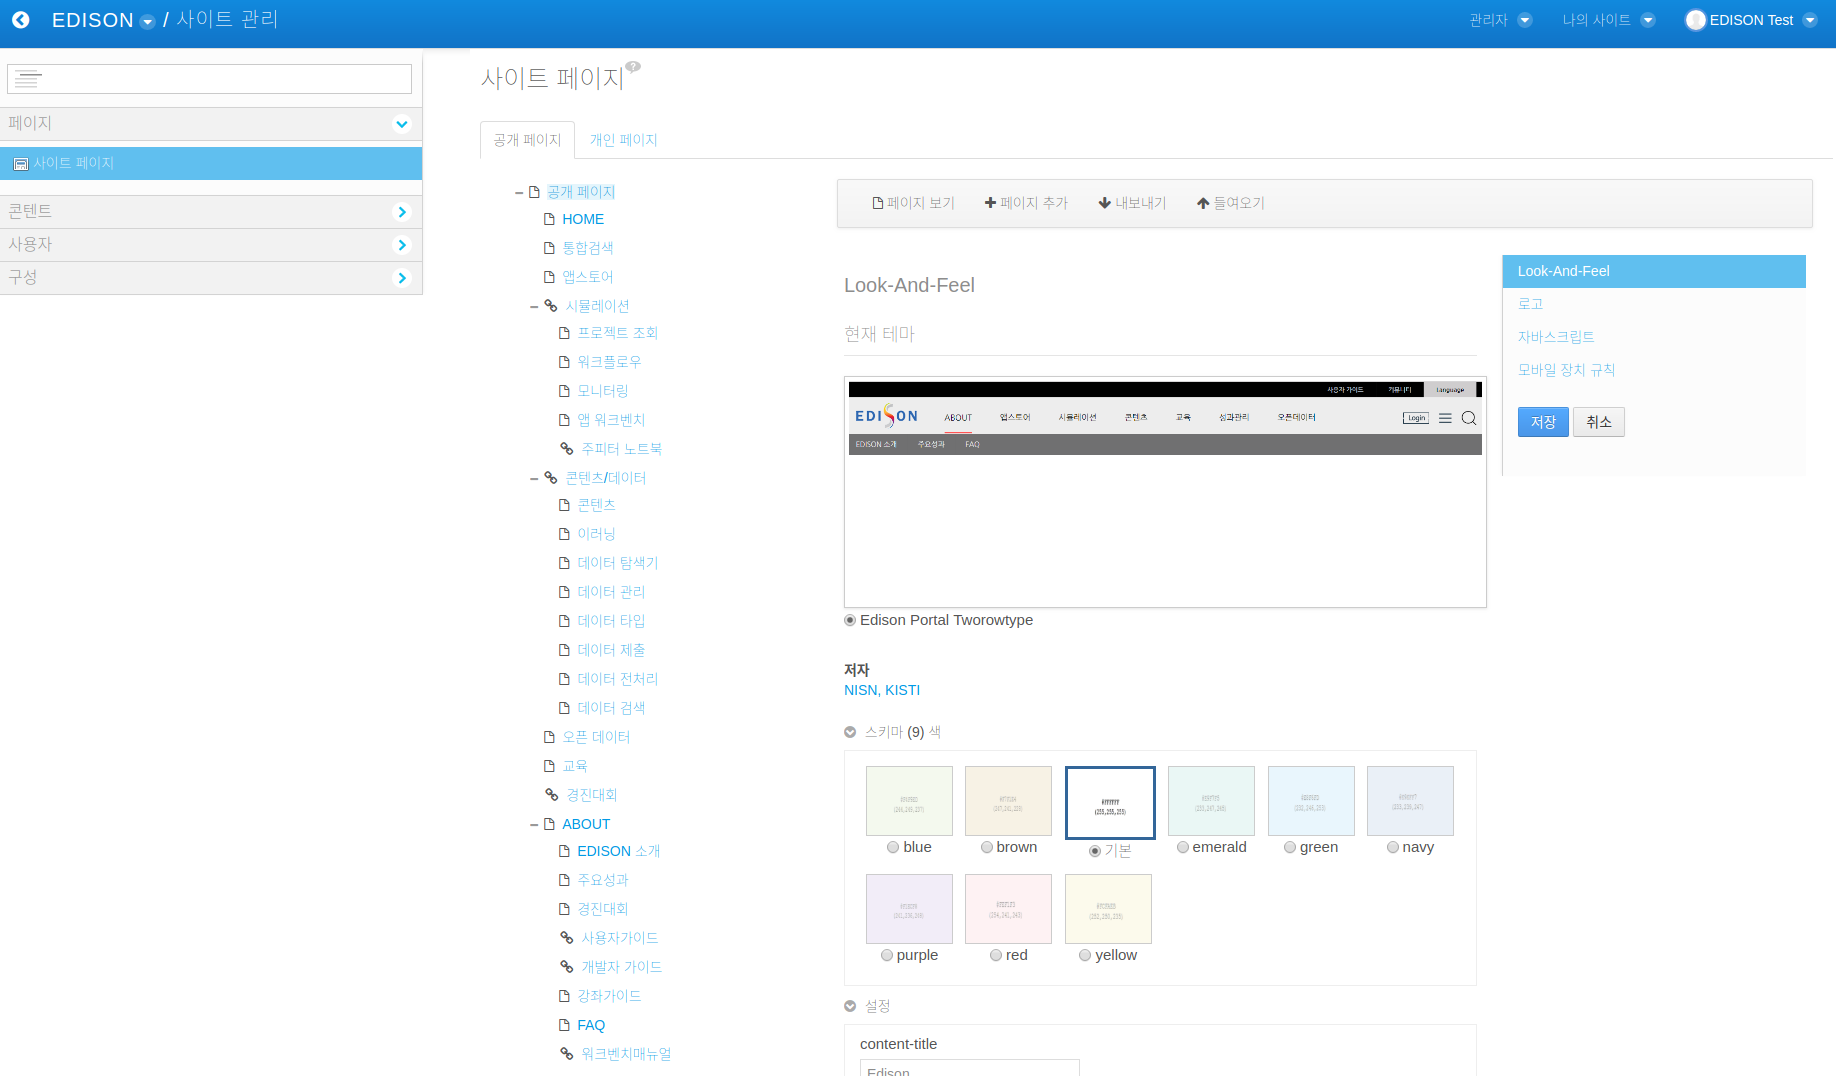 EDISON / 사이트 관리
관리자
나의 사이트
EDISON Test
페이지
사이트 페이지
콘텐트
사용자
구성
사이트 페이지
공개 페이지
개인 페이지
공개 페이지
HOME
통합검색
앱스토어
시뮬레이션
프로젝트 조회
워크플로우
모니터링
앱 워크벤치
주피터 노트북
콘텐츠/데이터
콘텐츠
이러닝
데이터 탐색기
데이터 관리
데이터 타입
데이터 제출
데이터 전처리
데이터 검색
오픈 데이터
교육
경진대회
ABOUT
EDISON 소개
주요성과
경진대회
사용자가이드
개발자 가이드
강좌가이드
FAQ
워크벤치매뉴얼
페이지 보기
페이지 추가
내보내기
들여오기
Look-And-Feel
현재 테마
사용자 가이드 커뮤니티 Language
EDISON ABOUT 앱스토어 시뮬레이션 콘텐츠 교육 성과관리 오픈데이터 Login
EDISON 소개 주요성과 FAQ
Edison Portal Tworowtype
저자
NISN, KISTI
스키마 (9) 색
#ffffff
(255,255,255)
blue
brown
기본
emerald
green
navy
purple
red
yellow
설정
content-title
Edison
Look-And-Feel
로고
자바스크립트
모바일 장치 규칙
저장
취소